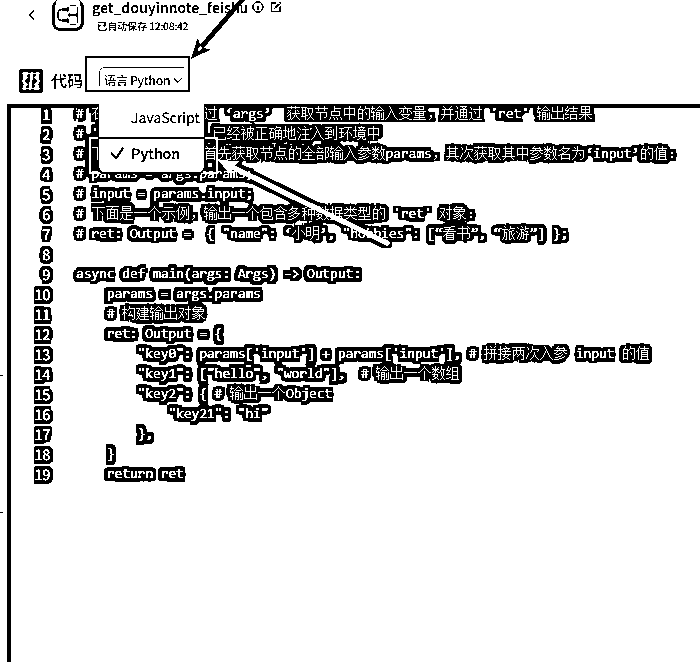 get_douyinnote_feishu
已自动保存 12:08:42
代码 语言 Python
JavaScript
Python
1 # 过 'args' 获取节点中的输入变量，并通过 'ret' 输出结果
2 # 已经被正确地注入到环境中
3 # 首先获取节点的全部输入参数params，其次获取其中参数名为'input'的值：
4 # params = args.params;
5 # input = params.input;
6 # 下面是一个示例，输出一个包含多种数据类型的 'ret' 对象：
7 # ret: Output = { "name": '小明', "hobbies": ["看书", "旅游"] };
8
9 async def main(args: Args) -> Output:
10 params = args.params
11 # 构建输出对象
12 ret: Output = {
13 "key0": params['input'] + params['input'], # 拼接两次入参 input 的值
14 "key1": ["hello", "world"], # 输出一个数组
15 "key2": { # 输出一个Object
16 "key21": "hi"
17 },
18 }
19 return ret